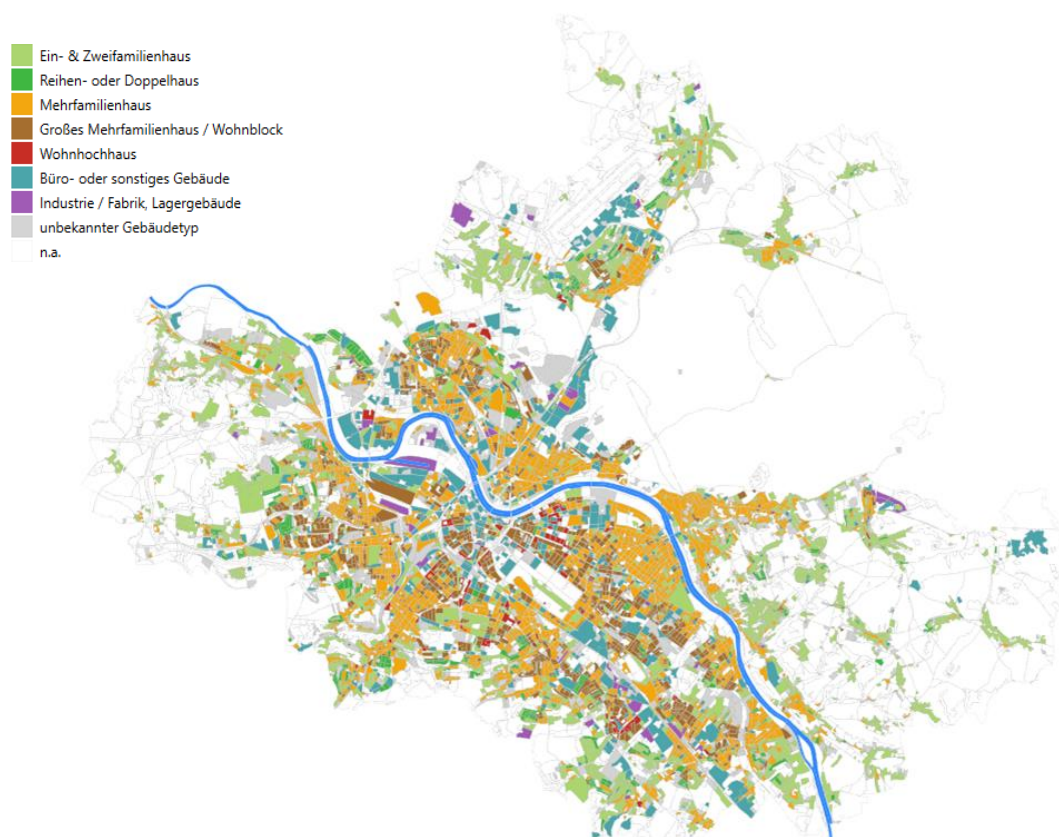 Ein- & Zweifamilienhaus
Reihen- oder Doppelhaus
Mehrfamilienhaus
Großes Mehrfamilienhaus / Wohnblock
Wohnhochhaus
Büro- oder sonstiges Gebäude
Industrie / Fabrik, Lagergebäude
unbekannter Gebäudetyp
n.a.